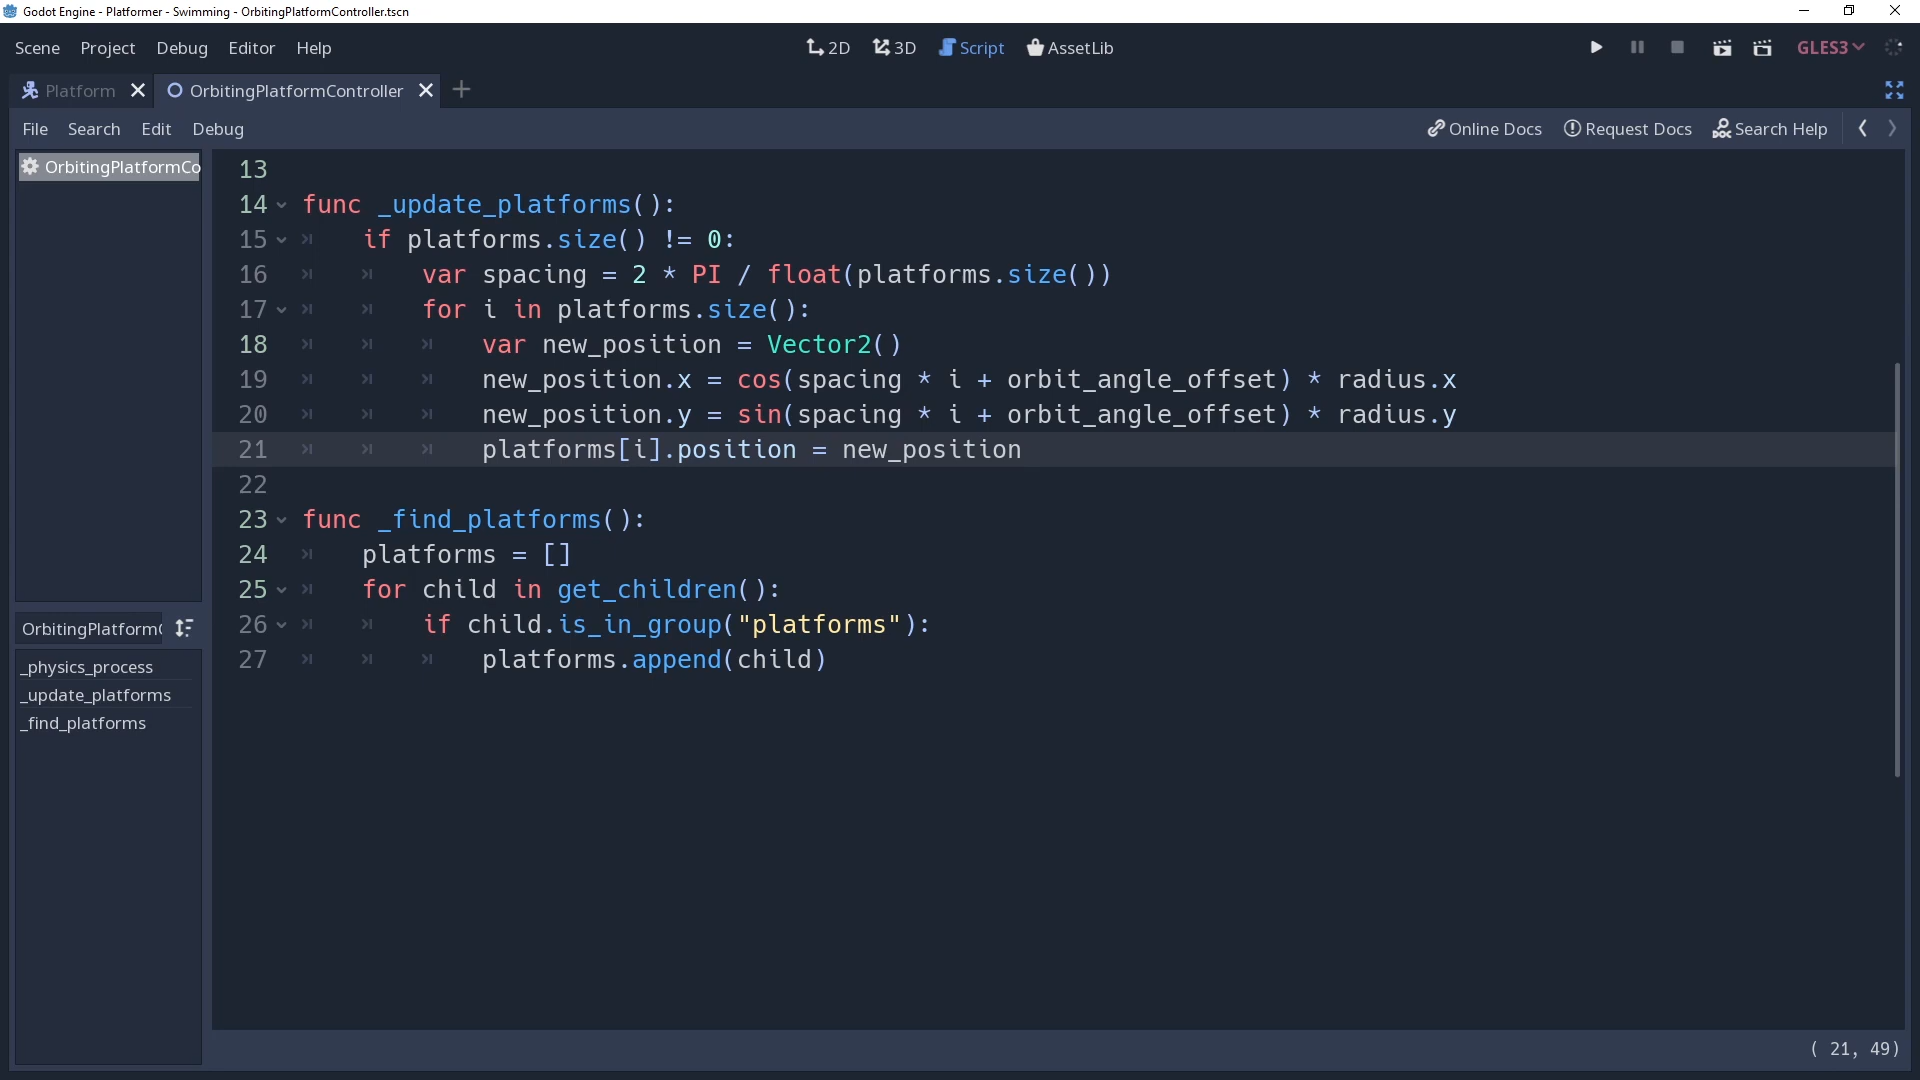 Godot Engine - Platformer - Swimming - OrbitingPlatformController.tscn
Scene Project Debug Editor Help
2D 3D Script AssetLib
GLES3
Platform OrbitingPlatformController
File Search Edit Debug
Online Docs Request Docs Search Help
OrbitingPlatformCo
13
14 func _update_platforms():
15 if platforms.size() != 0:
16 var spacing = 2 * PI / float(platforms.size())
17 for i in platforms.size():
18 var new_position = Vector2()
19 new_position.x = cos(spacing * i + orbit_angle_offset) * radius.x
20 new_position.y = sin(spacing * i + orbit_angle_offset) * radius.y
21 platforms[i].position = new_position
22
23 func _find_platforms():
24 platforms = []
25 for child in get_children():
26 if child.is_in_group("platforms"):
27 platforms.append(child)
OrbitingPlatform
_physics_process
_update_platforms
_find_platforms
( 21, 49)